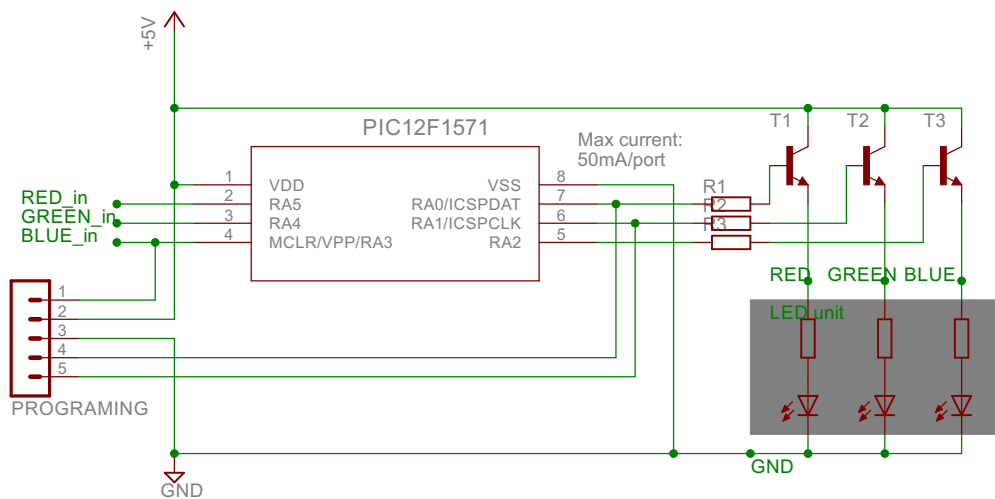 +5V
PIC12F1571
Max current:
50mA/port
T1
T2
T3
RED_in
GREEN_in
BLUE_in
1
2
3
4
VDD
RA5
RA4
MCLR/VPP/RA3
VSS
RA0/ICSPDAT
RA1/ICSPCLK
RA2
8
7
6
5
R1
R2
R3
RED
GREEN
BLUE
LED unit
1
2
3
4
5
PROGRAMING
GND
GND